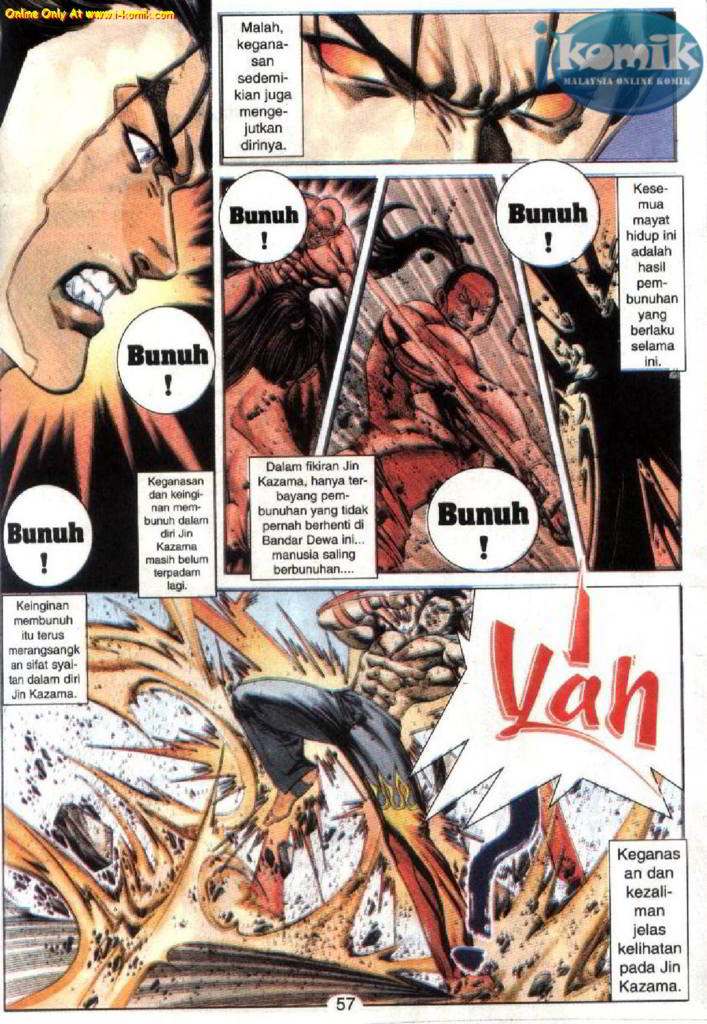 Online Only At www.i-komik.com
ikomik
MALAYSIA ONLINE KOMIK
Malah,
kegana-
san
sedemi-
kian juga
menge-
jutkan
dirinya.
Bunuh
!
Bunuh
!
Kese-
mua
mayat
hidup ini
adalah
hasil
pem-
bunuhan
yang
berlaku
selama
ini.
Bunuh
!
Bunuh
!
Keganasan
dan keingi-
nan mem-
bunuh dalam
diri Jin
Kazama
masih belum
terpadam
lagi.
Dalam fikiran Jin
Kazama, hanya ter-
bayang pem-
bunuhan yang tidak
pernah berhenti di
Bandar Dewa ini...
manusia saling
berbunuhan....
Bunuh
!
Keinginan
membunuh
itu terus
merangsangk
an sifat syai-
tan dalam diri
Jin Kazama.
Yah
Keganas
an dan
kezali-
man
jelas
kelihatan
pada Jin
Kazama.
57